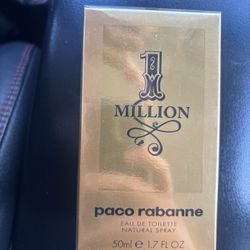 1
MILLION
paco rabanne
EAU DE TOILETTE
NATURAL SPRAY
50ml e 1.7 FL OZ